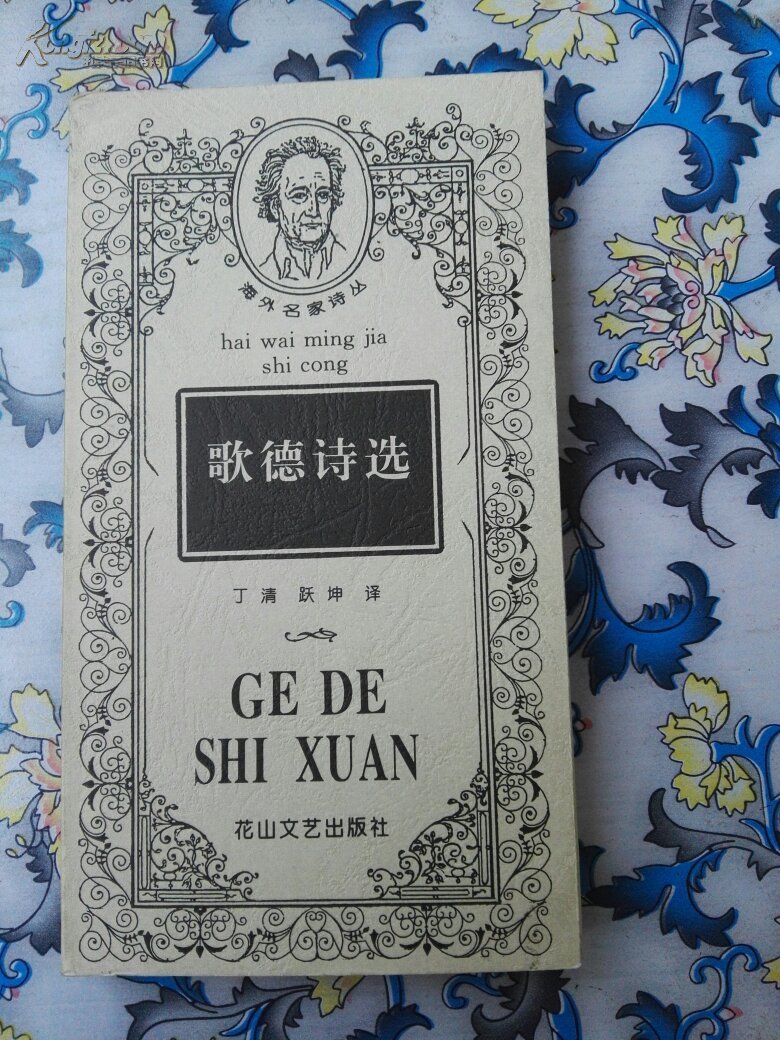 海外名家诗丛
hai wai ming jia
shi cong
歌德诗选
丁清 跃坤 译
GE DE
SHI XUAN
花山文艺出版社